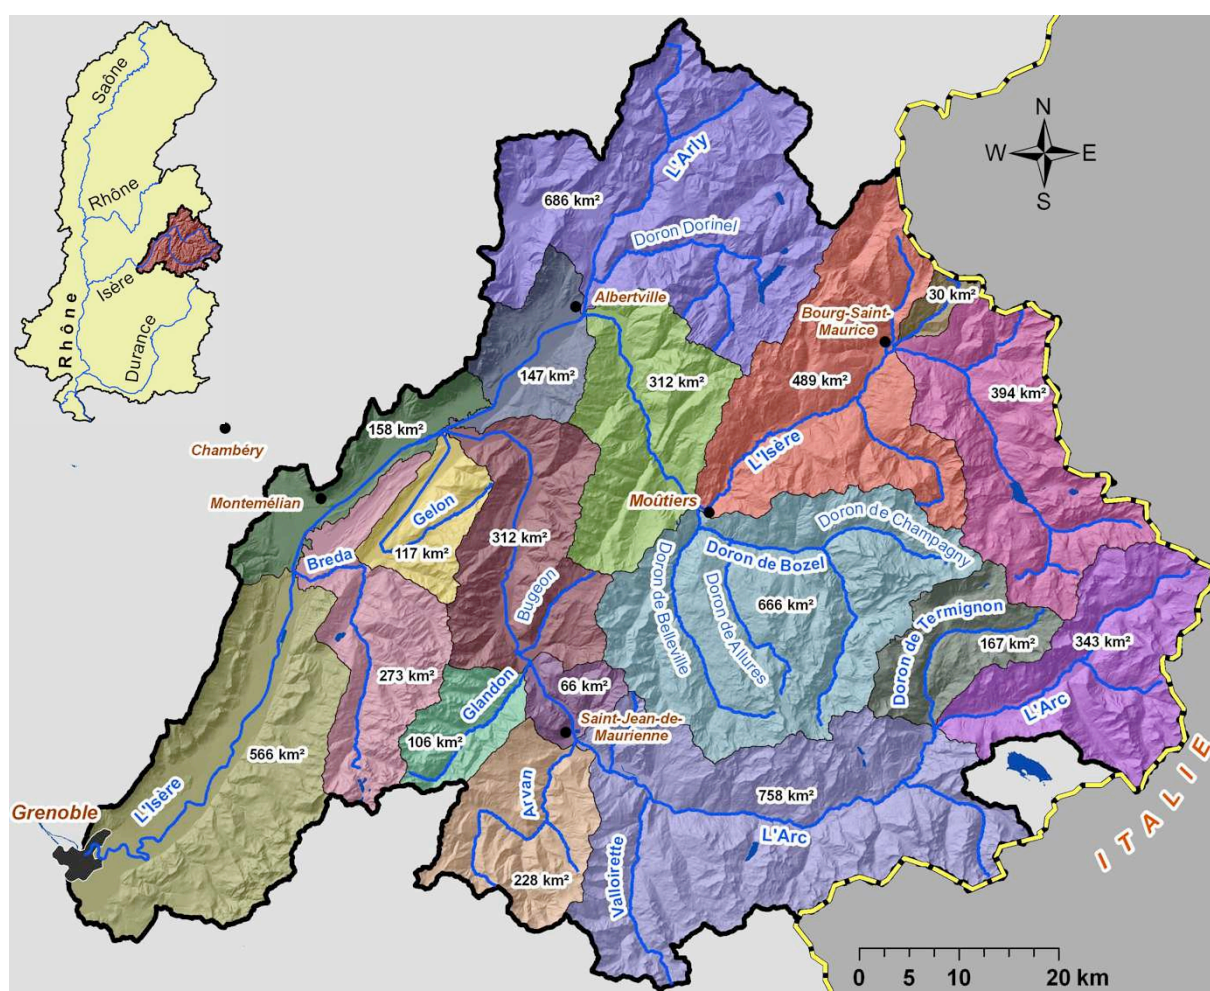 Saône
Rhône
Isère
Rhône
Durance
N
W
E
S
L'Arly
686 km²
Doron Dorinel
30 km²
Albertville
Bourg-Saint-
Maurice
147 km²
312 km²
489 km²
394 km²
158 km²
Chambéry
L'Isère
Montemélian
Moûtiers
Gelon
Doron de Champagny
312 km²
117 km²
Breda
Doron de Bozel
Bugeon
Doron de Belleville
Doron de Allures
666 km²
Doron de Termignon
167 km²
343 km²
273 km²
Glandon
66 km²
L'Arc
Saint-Jean-de-
Maurienne
106 km²
566 km²
ITALIE
L'Isère
Arvan
758 km²
Grenoble
L'Arc
228 km²
Valloirette
0 5 10 20 km